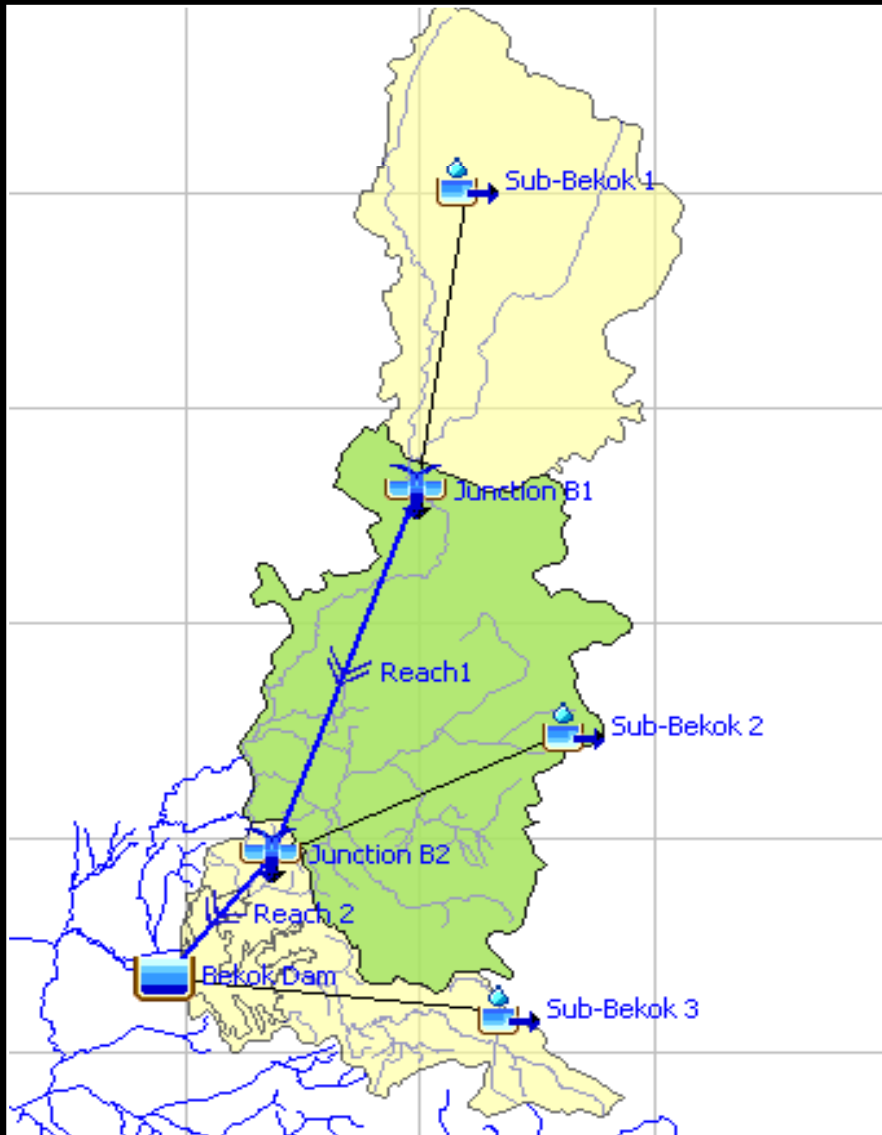 Sub-Bekok 1
Junction B1
Reach1
Sub-Bekok 2
Junction B2
Reach 2
Bekok Dam
Sub-Bekok 3